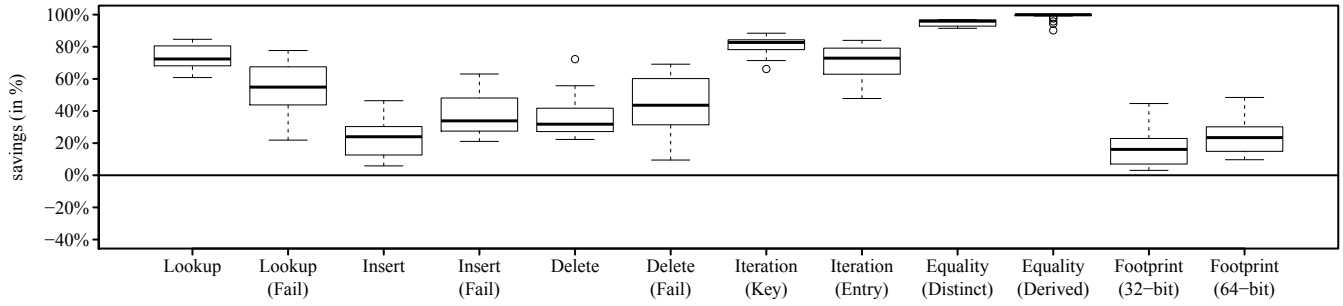 savings (in %)
100%
80%
60%
40%
20%
0%
−20%
−40%
Lookup
Lookup
(Fail)
Insert
Insert
(Fail)
Delete
Delete
(Fail)
Iteration
(Key)
Iteration
(Entry)
Equality
(Distinct)
Equality
(Derived)
Footprint
(32−bit)
Footprint
(64−bit)